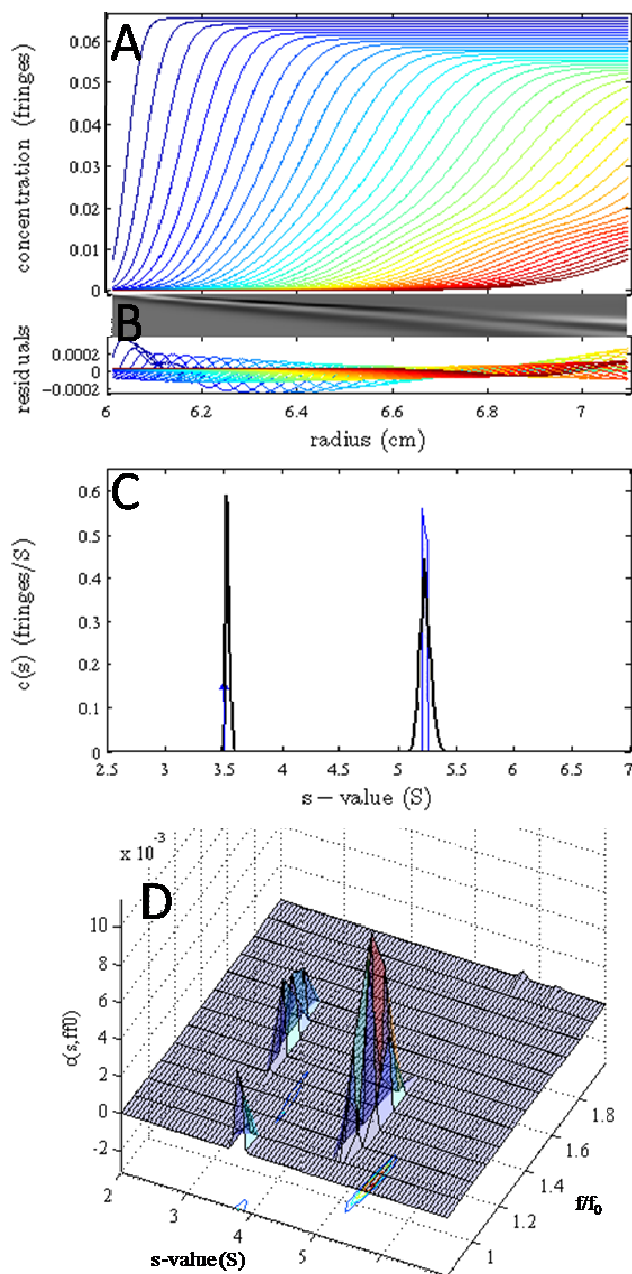 A
concentration (fringes)
0.06
0.05
0.04
0.03
0.02
0.01
0
B
residuals
0.0002
0
−0.0002
6 6.2 6.4 6.6 6.8 7
radius (cm)
C
c(s) (fringes/S)
0.6
0.5
0.4
0.3
0.2
0.1
0
2.5 3 3.5 4 4.5 5 5.5 6 6.5 7
s − value (S)
x 10⁻³
D
c(s,ff0)
10
8
6
4
2
0
-2
2 3 4 5
s-value(S)
1 1.2 1.4 1.6 1.8
f/f₀